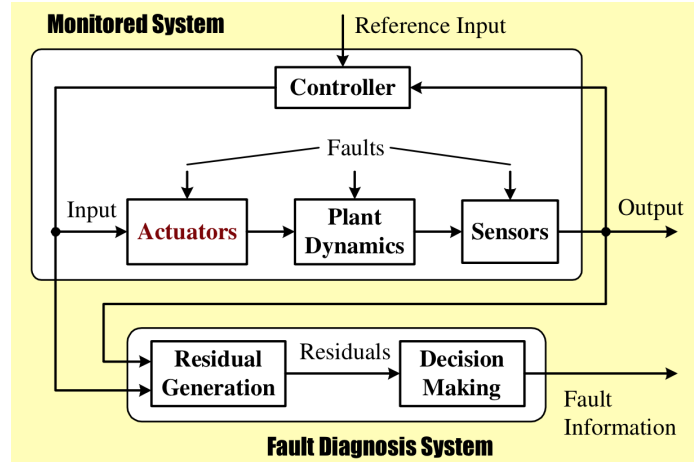 Monitored System
Reference Input
Controller
Faults
Input
Actuators
Plant
Dynamics
Sensors
Output
Residual
Generation
Residuals
Decision
Making
Fault
Information
Fault Diagnosis System